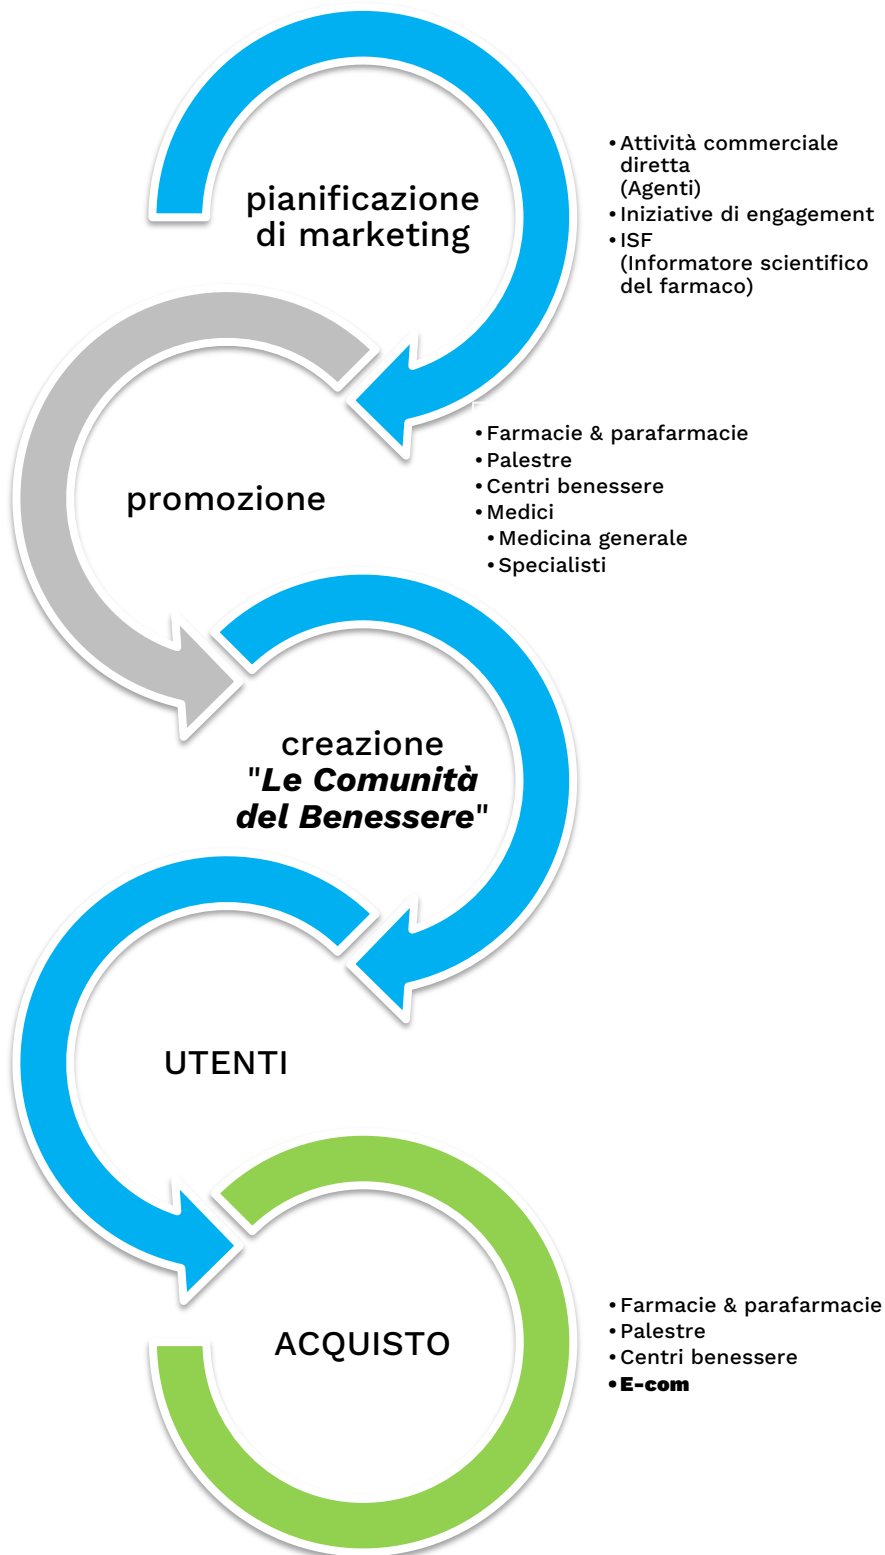 pianificazione
di marketing
• Attività commerciale
diretta
(Agenti)
• Iniziative di engagement
• ISF
(Informatore scientifico
del farmaco)
promozione
• Farmacie & parafarmacie
• Palestre
• Centri benessere
• Medici
• Medicina generale
• Specialisti
creazione
"Le Comunità
del Benessere"
UTENTI
ACQUISTO
• Farmacie & parafarmacie
• Palestre
• Centri benessere
• E-com